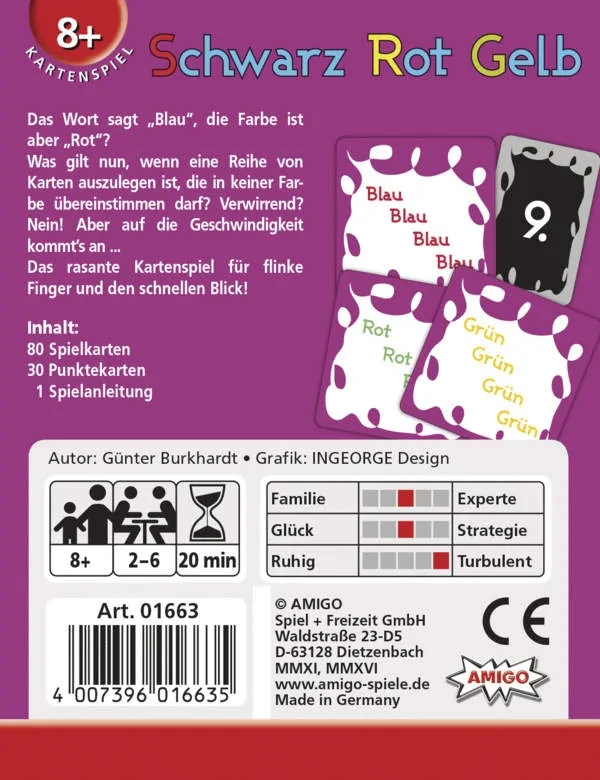 8+
KARTENSPIEL
Schwarz Rot Gelb
Das Wort sagt „Blau“, die Farbe ist
aber „Rot“?
Was gilt nun, wenn eine Reihe von
Karten auszulegen ist, die in keiner Far-
be übereinstimmen darf? Verwirrend?
Nein! Aber auf die Geschwindigkeit
kommt’s an ...
Das rasante Kartenspiel für flinke
Finger und den schnellen Blick!
Inhalt:
80 Spielkarten
30 Punktekarten
1 Spielanleitung
Blau
Blau
Blau
Blau
9.
Rot
Rot
Grün
Grün
Grün
Grün
Autor: Günter Burkhardt • Grafik: INGEORGE Design
8+ 2–6 20 min
Familie Experte
Glück Strategie
Ruhig Turbulent
Art. 01663
4 007396 016635
© AMIGO
Spiel + Freizeit GmbH
Waldstraße 23-D5
D-63128 Dietzenbach
MMXI, MMXVI
www.amigo-spiele.de
Made in Germany
CE
AMIGO